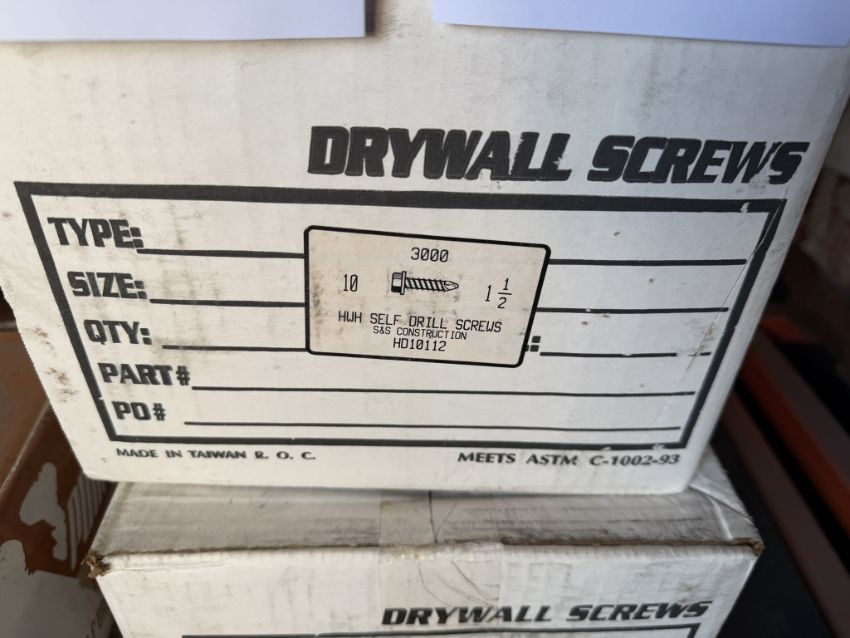 DRYWALL SCREWS
TYPE:
3000
SIZE:
10 1 1/2
QTY:
HWH SELF DRILL SCREWS
S&S CONSTRUCTION
HD10112
PART#
PO#
MADE IN TAIWAN R. O. C. MEETS ASTM C-1002-93
DRYWALL SCREWS